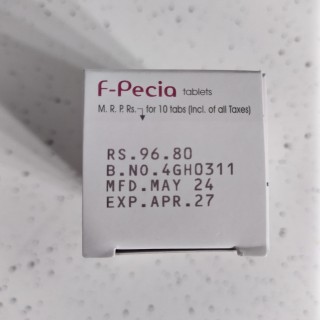 F-Pecia tablets
M. R. P. Rs. for 10 tabs (incl. of all Taxes)
RS.96.80
B.NO.4GH0311
MFD.MAY 24
EXP.APR.27